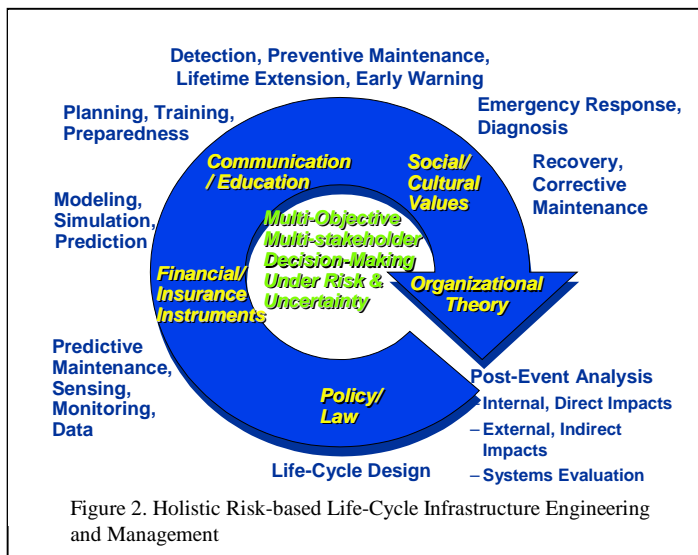 Detection, Preventive Maintenance,
Lifetime Extension, Early Warning
Emergency Response,
Diagnosis
Planning, Training,
Preparedness
Communication
/ Education
Social/
Cultural
Values
Recovery,
Corrective
Maintenance
Modeling,
Simulation,
Prediction
Multi-Objective
Multi-stakeholder
Decision-Making
Under Risk &
Uncertainty
Financial/
Insurance
Instruments
Organizational
Theory
Predictive
Maintenance,
Sensing,
Monitoring,
Data
Policy/
Law
Post-Event Analysis
– Internal, Direct Impacts
– External, Indirect
Impacts
– Systems Evaluation
Life-Cycle Design
Figure 2. Holistic Risk-based Life-Cycle Infrastructure Engineering
and Management